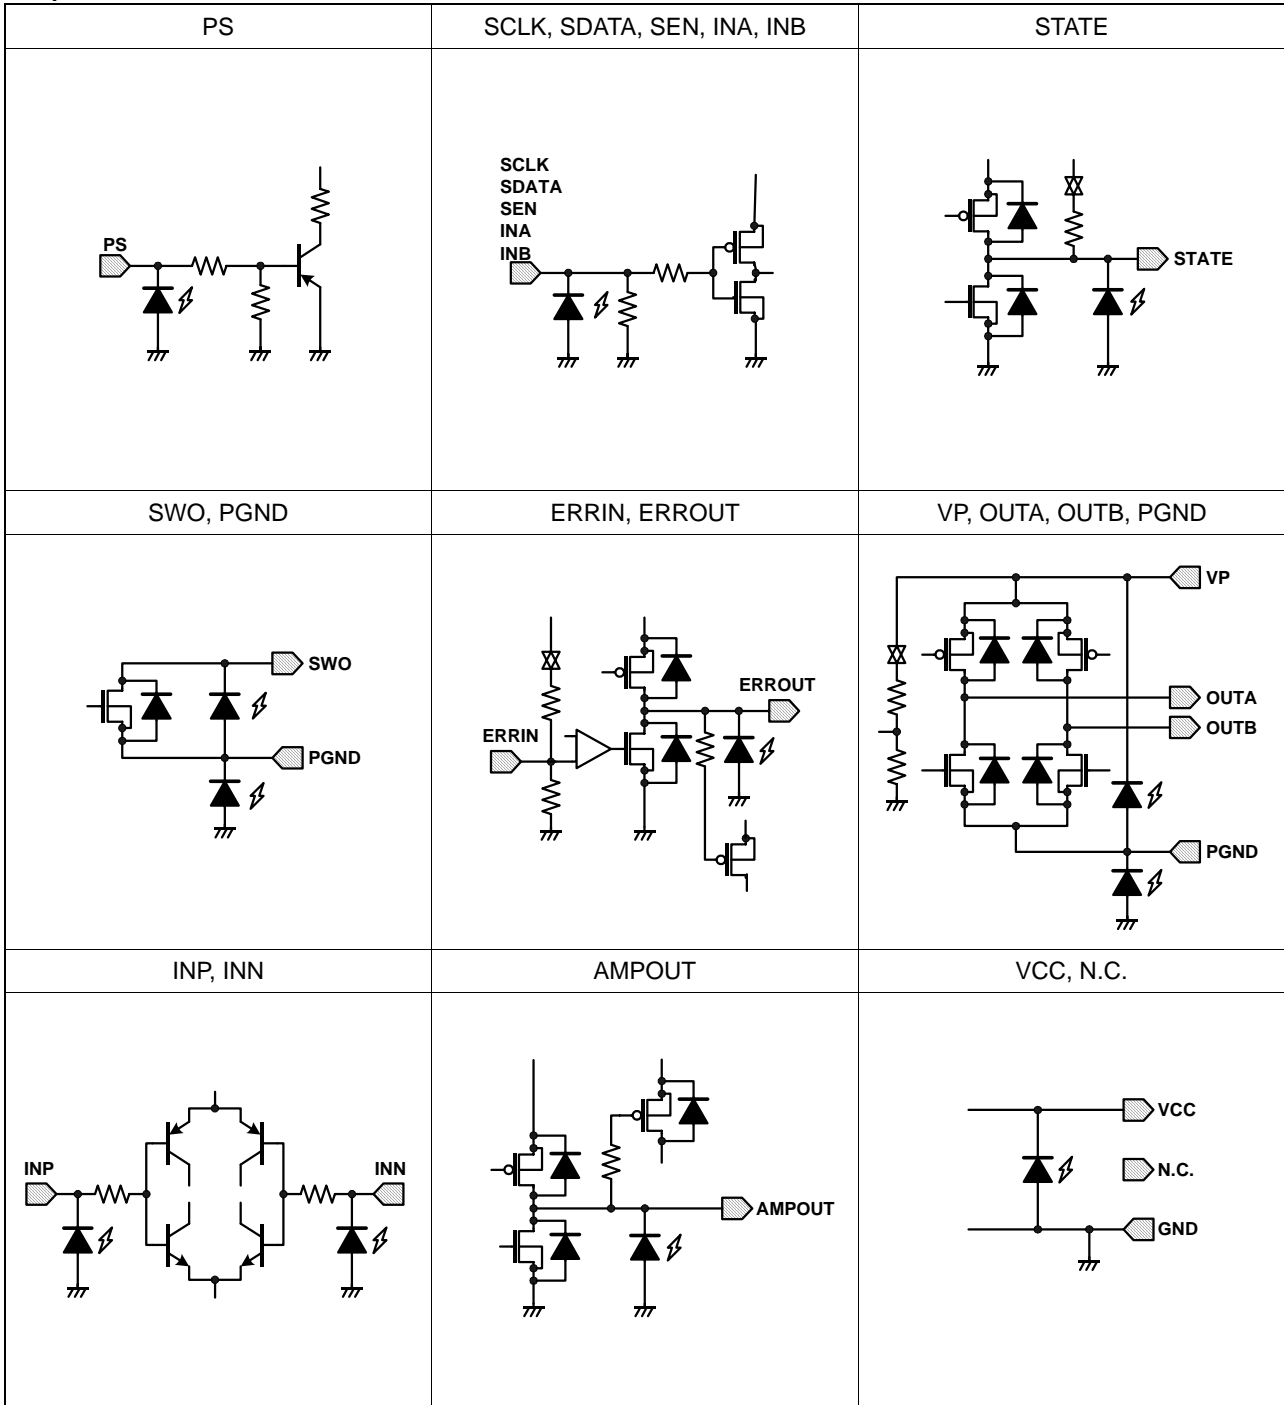 PS
SCLK, SDATA, SEN, INA, INB
STATE
PS
SCLK
SDATA
SEN
INA
INB
STATE
SWO, PGND
ERRIN, ERROUT
VP, OUTA, OUTB, PGND
SWO
PGND
ERRIN
ERROUT
VP
OUTA
OUTB
PGND
INP, INN
AMPOUT
VCC, N.C.
INP
INN
AMPOUT
VCC
N.C.
GND